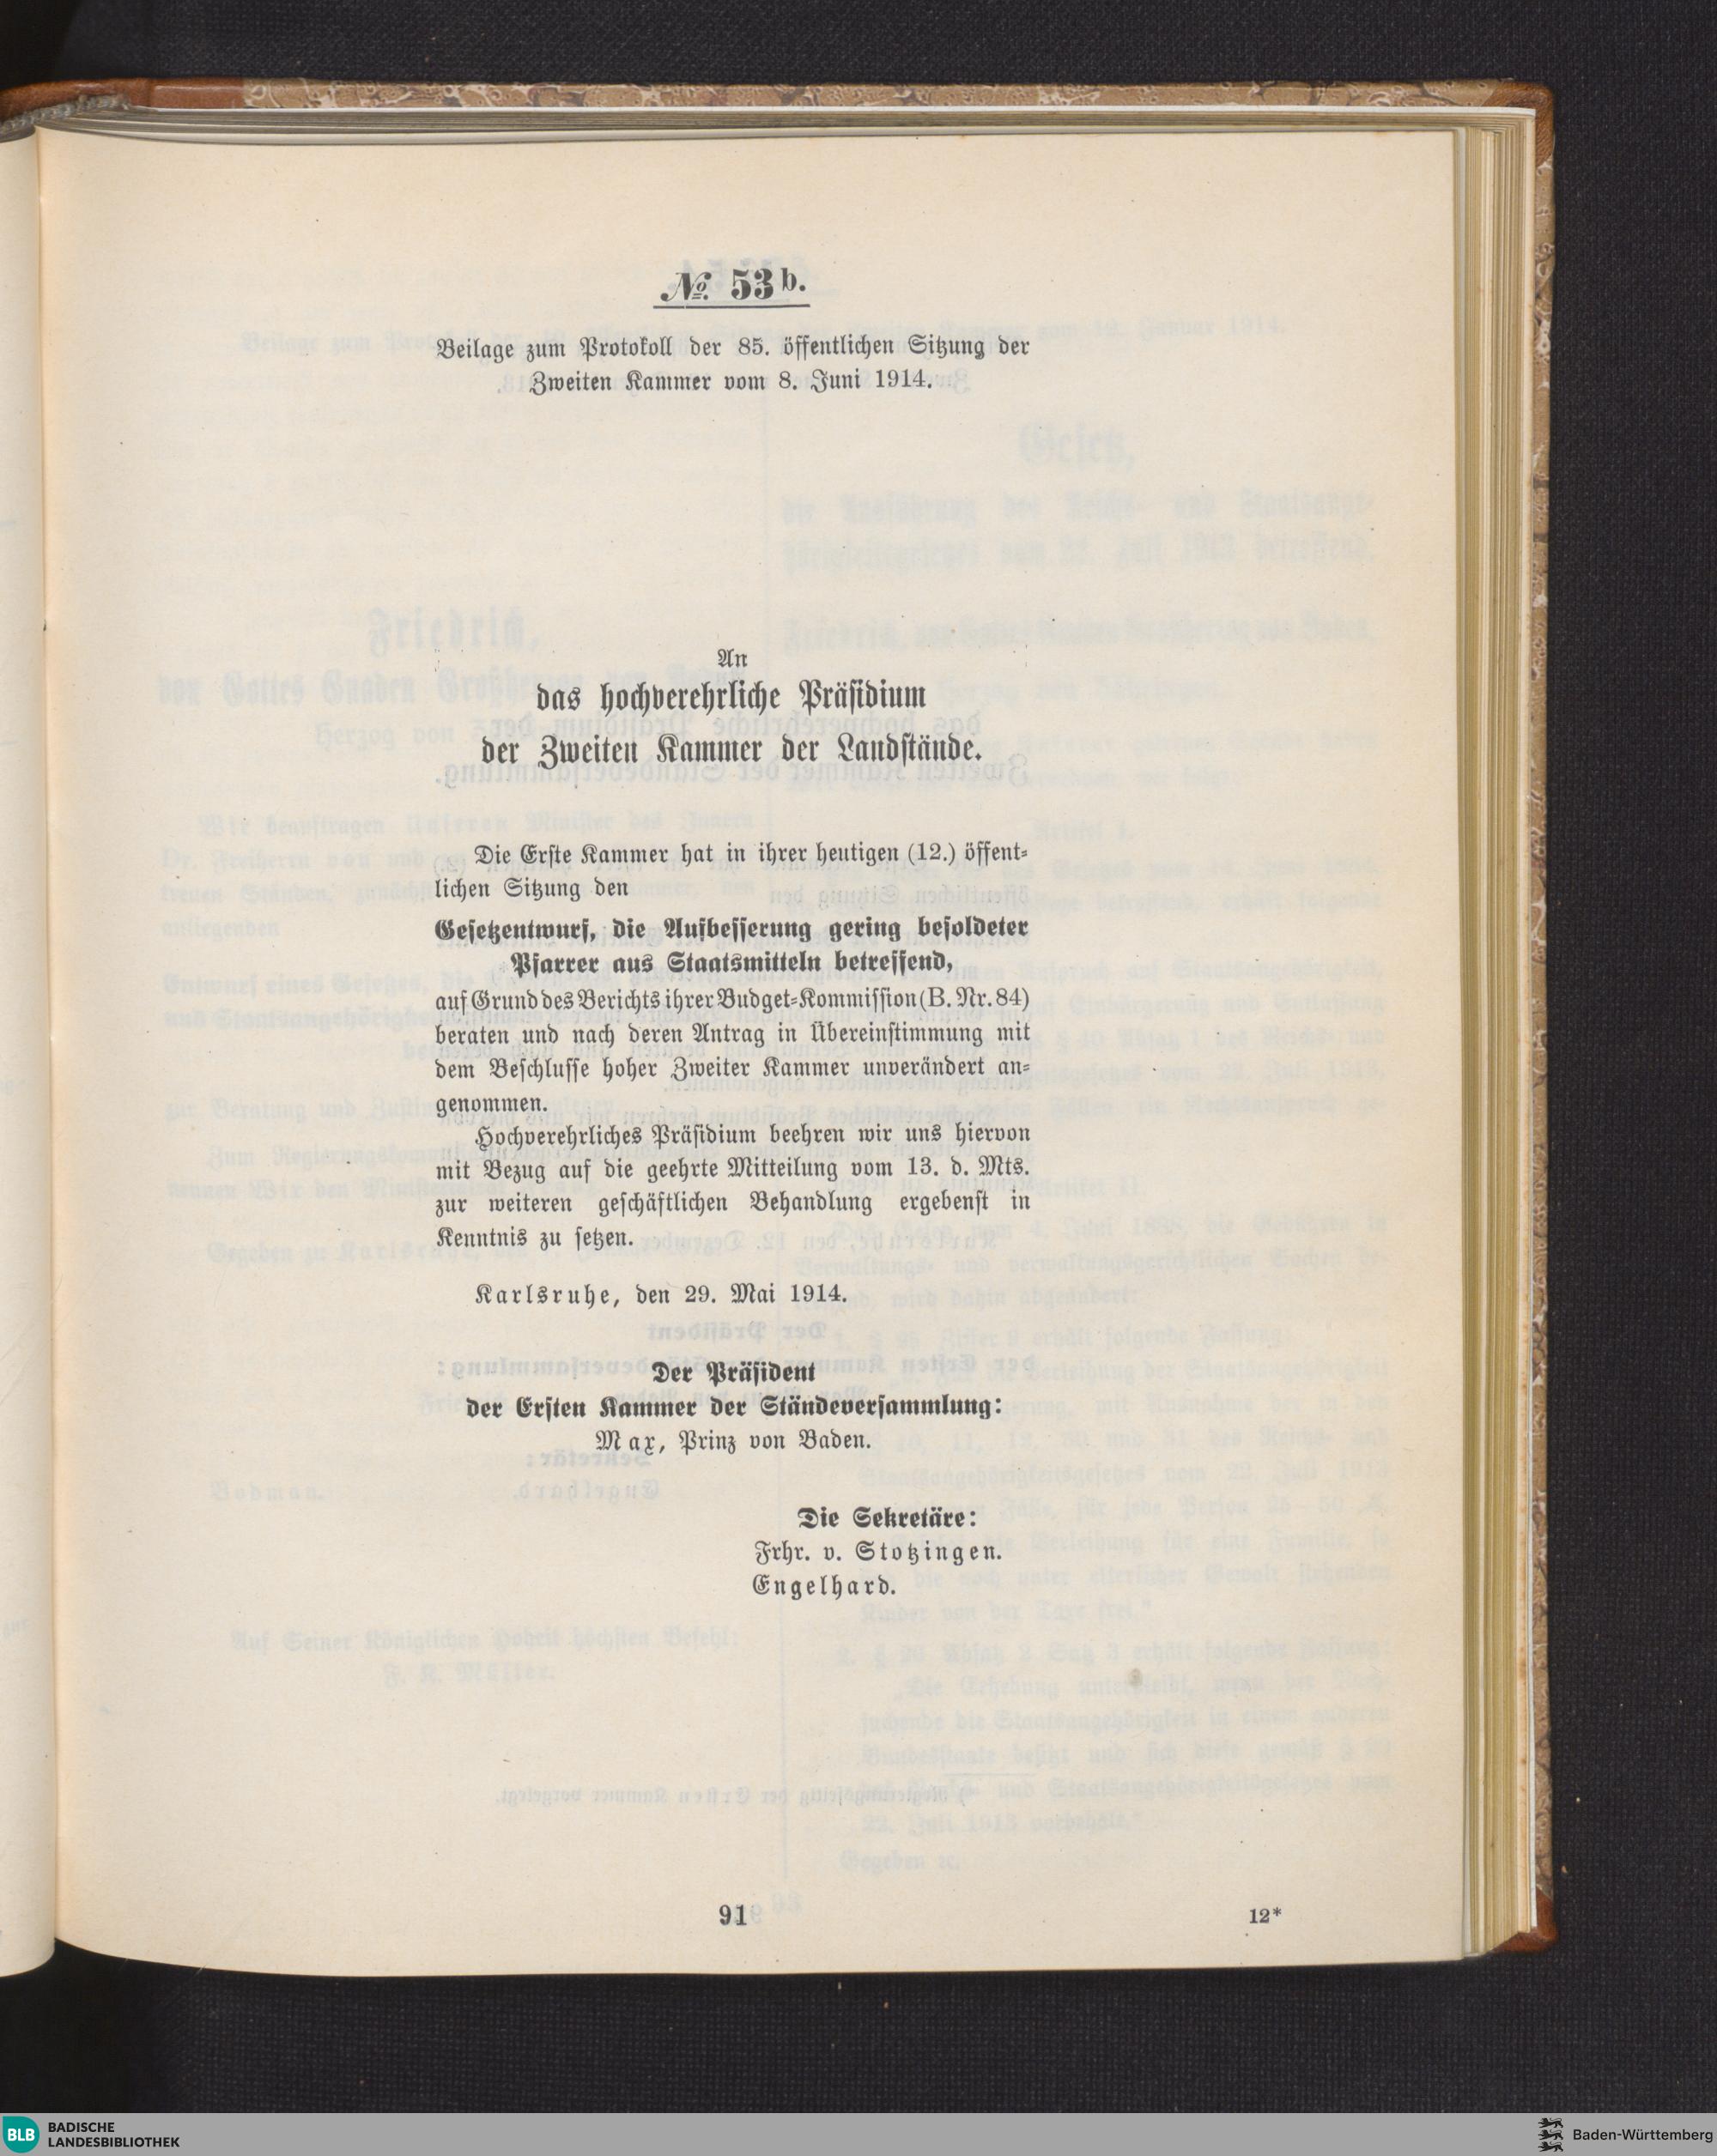 №. 53b.
Beilage zum Protokoll der 85. öffentlichen Sitzung der
Zweiten Kammer vom 8. Juni 1914.
An
das hochverehrliche Präsidium
der Zweiten Kammer der Landstände.
Die Erste Kammer hat in ihrer heutigen (12.) öffent-
lichen Sitzung den
Gesetzentwurf, die Aufbesserung gering besoldeter
Pfarrer aus Staatsmitteln betreffend,
auf Grund des Berichts ihrer Budget-Kommission (B. Nr. 84)
beraten und nach deren Antrag in Übereinstimmung mit
dem Beschlusse hoher Zweiter Kammer unverändert an-
genommen.
Hochverehrliches Präsidium beehren wir uns hiervon
mit Bezug auf die geehrte Mitteilung vom 13. d. Mts.
zur weiteren geschäftlichen Behandlung ergebenst in
Kenntnis zu setzen.
Karlsruhe, den 29. Mai 1914.
Der Präsident
der Ersten Kammer der Ständeversammlung:
Max, Prinz von Baden.
Die Sekretäre:
Frhr. v. Stotzingen.
Engelhard.
91
12*
BLB BADISCHE
LANDESBIBLIOTHEK
Baden-Württemberg